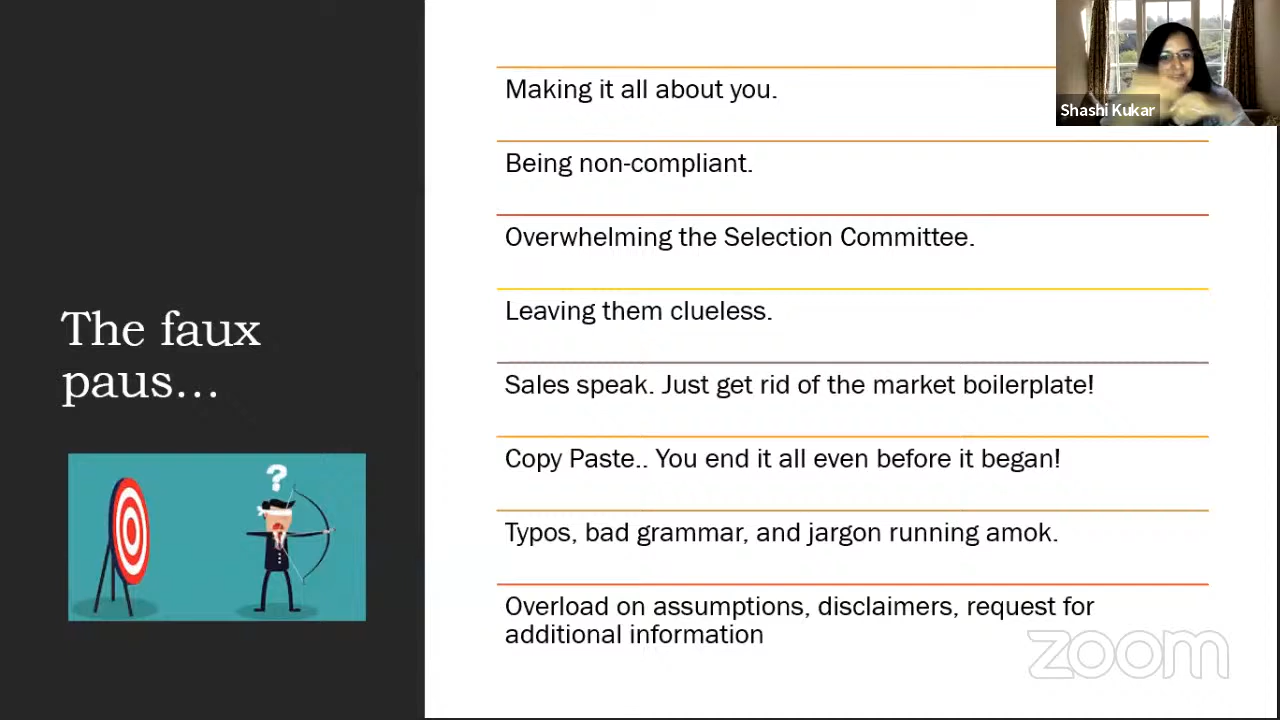 The faux
paus...
Making it all about you.
Being non-compliant.
Overwhelming the Selection Committee.
Leaving them clueless.
Sales speak. Just get rid of the market boilerplate!
Copy Paste.. You end it all even before it began!
Typos, bad grammar, and jargon running amok.
Overload on assumptions, disclaimers, request for
additional information
?
Shashi Kukar
zoom